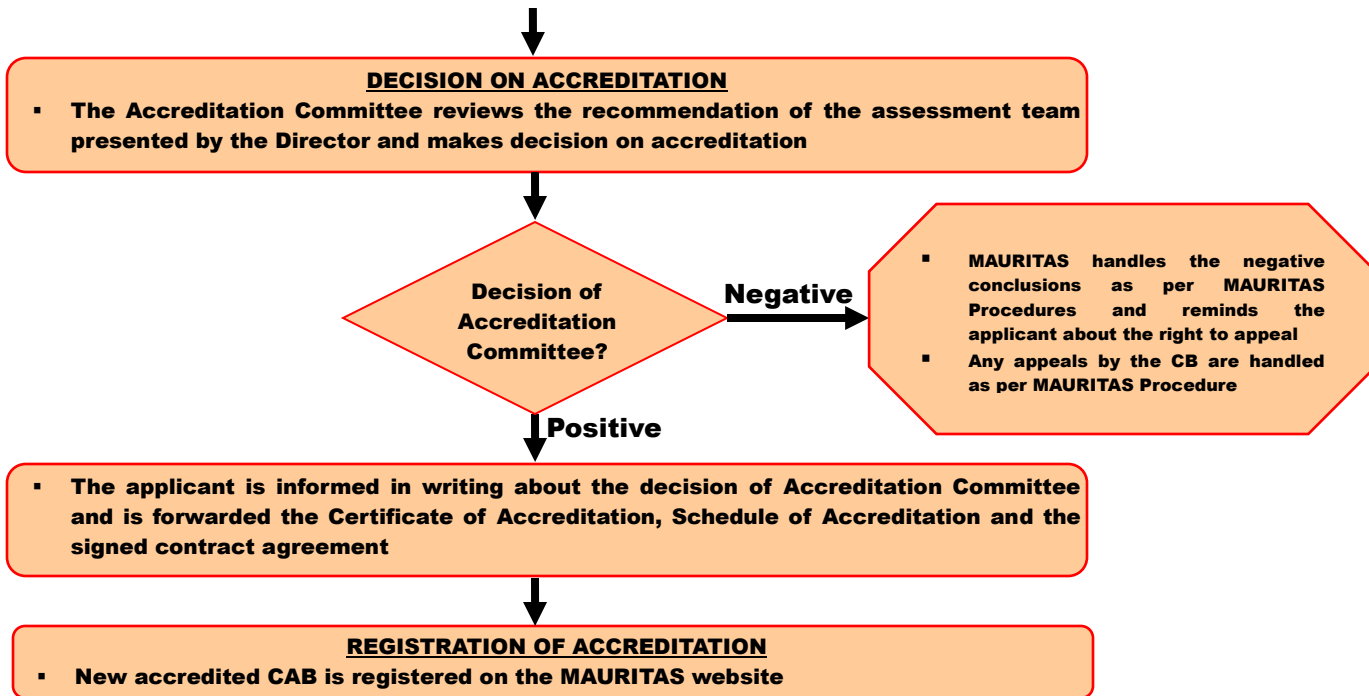 DECISION ON ACCREDITATION
▪ The Accreditation Committee reviews the recommendation of the assessment team
presented by the Director and makes decision on accreditation
Decision of
Accreditation
Committee?
Negative
▪ MAURITAS handles the negative
conclusions as per MAURITAS
Procedures and reminds the
applicant about the right to appeal
▪ Any appeals by the CB are handled
as per MAURITAS Procedure
Positive
▪ The applicant is informed in writing about the decision of Accreditation Committee
and is forwarded the Certificate of Accreditation, Schedule of Accreditation and the
signed contract agreement
REGISTRATION OF ACCREDITATION
▪ New accredited CAB is registered on the MAURITAS website